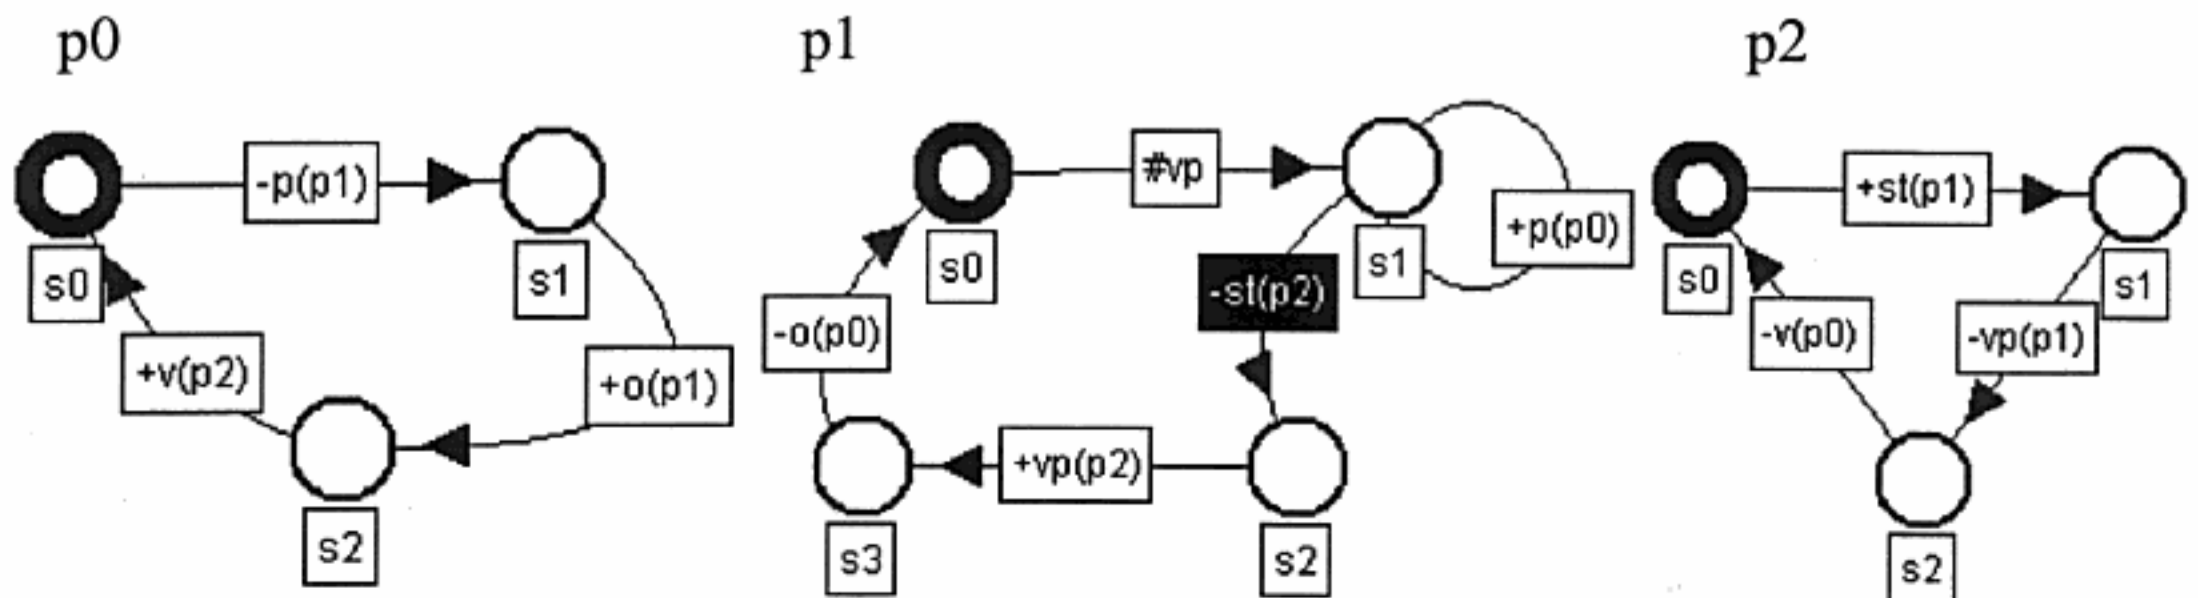 p0
-p(p1)
s0
s1
+v(p2)
+o(p1)
s2
p1
#vp
s0
s1
+p(p0)
-st(p2)
-o(p0)
+vp(p2)
s3
s2
p2
+st(p1)
s0
s1
-v(p0)
-vp(p1)
s2